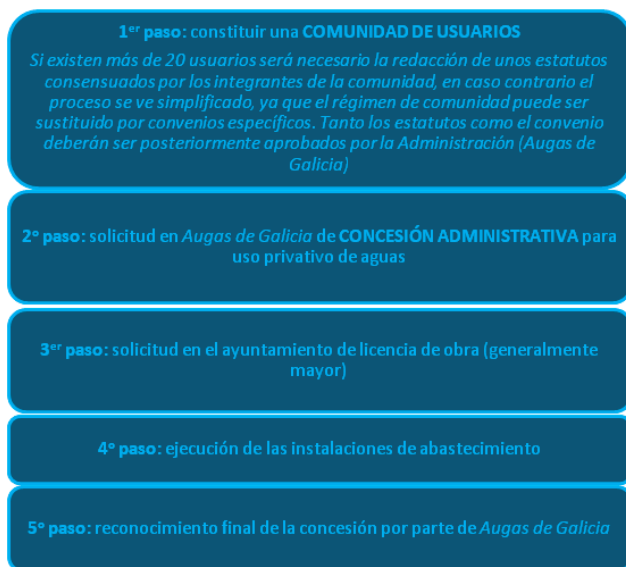 1er paso: constituir una COMUNIDAD DE USUARIOS
Si existen más de 20 usuarios será necesario la redacción de unos estatutos
consensuados por los integrantes de la comunidad, en caso contrario el
proceso se ve simplificado, ya que el régimen de comunidad puede ser
sustituido por convenios específicos. Tanto los estatutos como el convenio
deberán ser posteriormente aprobados por la Administración (Augas de
Galicia)
2º paso: solicitud en Augas de Galicia de CONCESIÓN ADMINISTRATIVA para
uso privativo de aguas
3er paso: solicitud en el ayuntamiento de licencia de obra (generalmente
mayor)
4º paso: ejecución de las instalaciones de abastecimiento
5º paso: reconocimiento final de la concesión por parte de Augas de Galicia